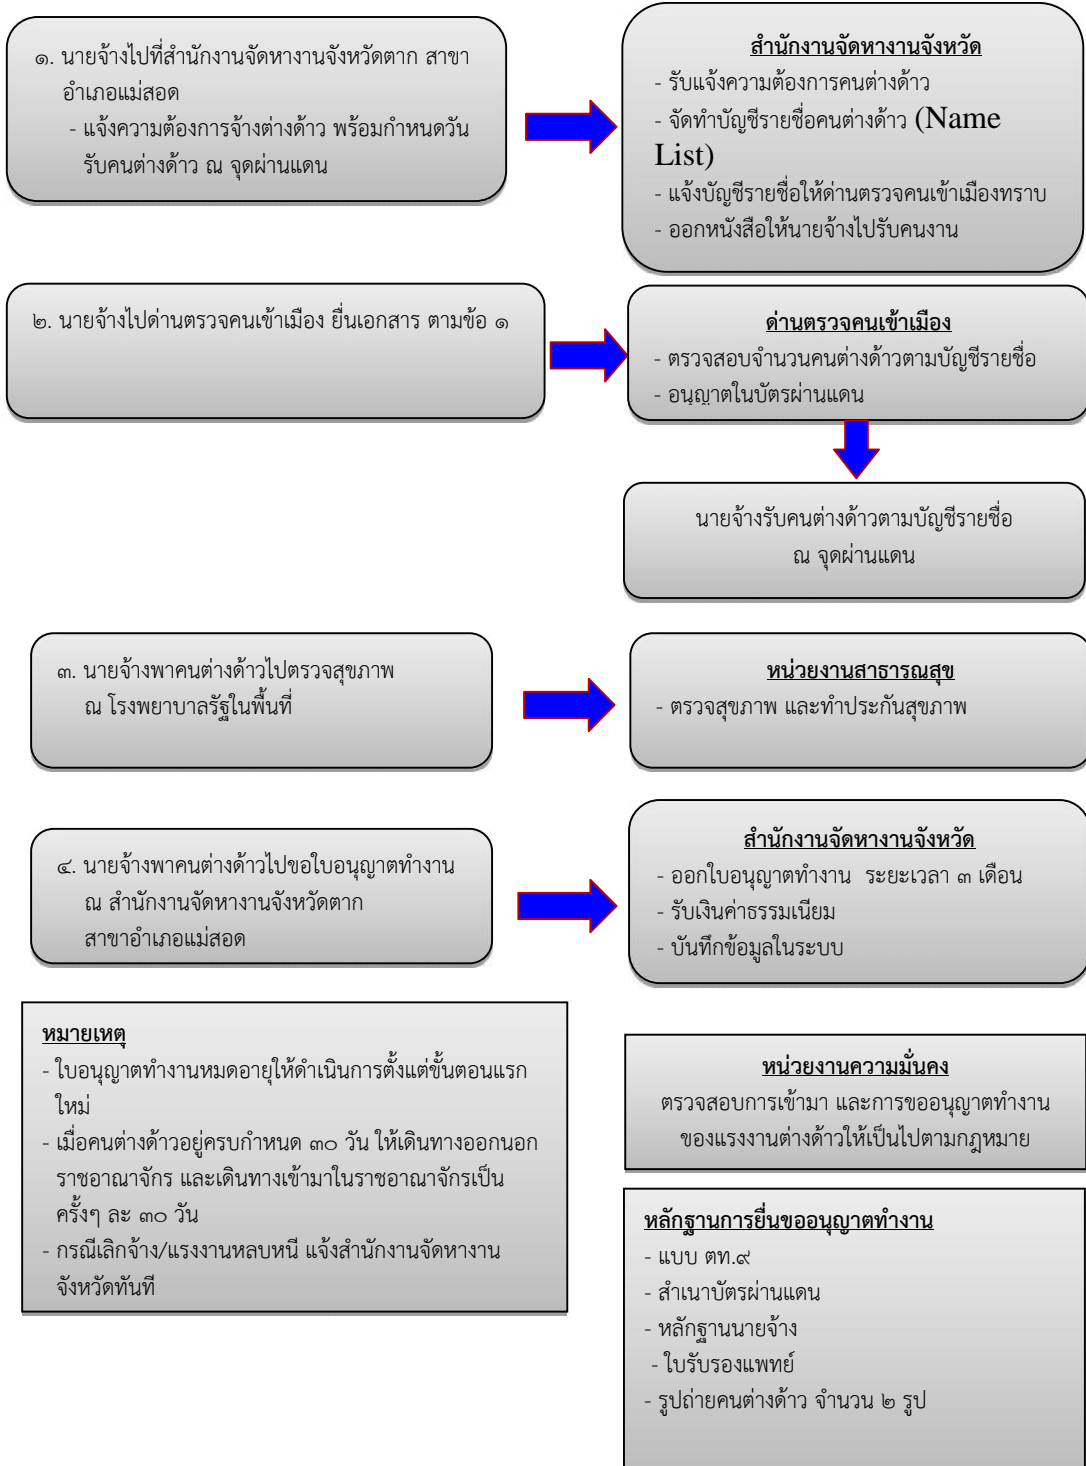 ๑. นายจ้างไปที่สำนักงานจัดหางานจังหวัดตาก สาขา
อำเภอแม่สอด
- แจ้งความต้องการจ้างต่างด้าว พร้อมกำหนดวัน
รับคนต่างด้าว ณ จุดผ่านแดน
สำนักงานจัดหางานจังหวัด
- รับแจ้งความต้องการคนต่างด้าว
- จัดทำบัญชีรายชื่อคนต่างด้าว (Name
List)
- แจ้งบัญชีรายชื่อให้ด่านตรวจคนเข้าเมืองทราบ
- ออกหนังสือให้นายจ้างไปรับคนงาน
๒. นายจ้างไปด่านตรวจคนเข้าเมือง ยื่นเอกสาร ตามข้อ ๑
ด่านตรวจคนเข้าเมือง
- ตรวจสอบจำนวนคนต่างด้าวตามบัญชีรายชื่อ
- อนุญาตในบัตรผ่านแดน
นายจ้างรับคนต่างด้าวตามบัญชีรายชื่อ
ณ จุดผ่านแดน
๓. นายจ้างพาคนต่างด้าวไปตรวจสุขภาพ
ณ โรงพยาบาลรัฐในพื้นที่
หน่วยงานสาธารณสุข
- ตรวจสุขภาพ และทำประกันสุขภาพ
๔. นายจ้างพาคนต่างด้าวไปขอใบอนุญาตทำงาน
ณ สำนักงานจัดหางานจังหวัดตาก
สาขาอำเภอแม่สอด
สำนักงานจัดหางานจังหวัด
- ออกใบอนุญาตทำงาน ระยะเวลา ๓ เดือน
- รับเงินค่าธรรมเนียม
- บันทึกข้อมูลในระบบ
หมายเหตุ
- ใบอนุญาตทำงานหมดอายุให้ดำเนินการตั้งแต่ขั้นตอนแรก
ใหม่
- เมื่อคนต่างด้าวอยู่ครบกำหนด ๓๐ วัน ให้เดินทางออกนอก
ราชอาณาจักร และเดินทางเข้ามาในราชอาณาจักรเป็น
ครั้งๆ ละ ๓๐ วัน
- กรณีเลิกจ้าง/แรงงานหลบหนี แจ้งสำนักงานจัดหางาน
จังหวัดทันที
หน่วยงานความมั่นคง
ตรวจสอบการเข้ามา และการขออนุญาตทำงาน
ของแรงงานต่างด้าวให้เป็นไปตามกฎหมาย
หลักฐานการยื่นขออนุญาตทำงาน
- แบบ ตท.๙
- สำเนาบัตรผ่านแดน
- หลักฐานนายจ้าง
- ใบรับรองแพทย์
- รูปถ่ายคนต่างด้าว จำนวน ๒ รูป